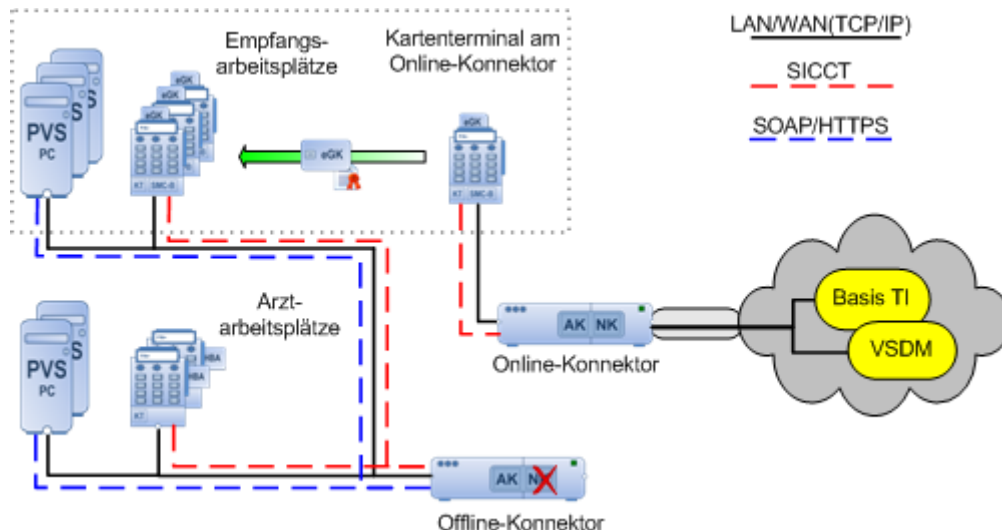 Empfangs-
arbeitsplätze
Kartenterminal am
Online-Konnektor
LAN/WAN(TCP/IP)
SICCT
SOAP/HTTPS
PVS
PC
S
eGK
eGK
eGK
KT SMC-B
eGK
eGK
KT SMC-B
Arzt-
arbeitsplätze
PVS
PC
S
HBA
HBA
KT
AK NK
Online-Konnektor
Basis TI
VSDM
AK NK
Offline-Konnektor